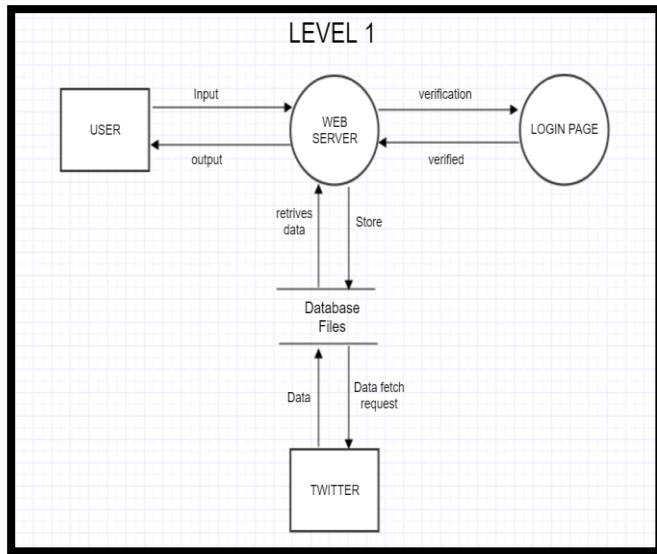 LEVEL 1
Input
verification
USER
WEB
SERVER
LOGIN PAGE
output
verified
retrives
data
Store
Database
Files
Data
Data fetch
request
TWITTER